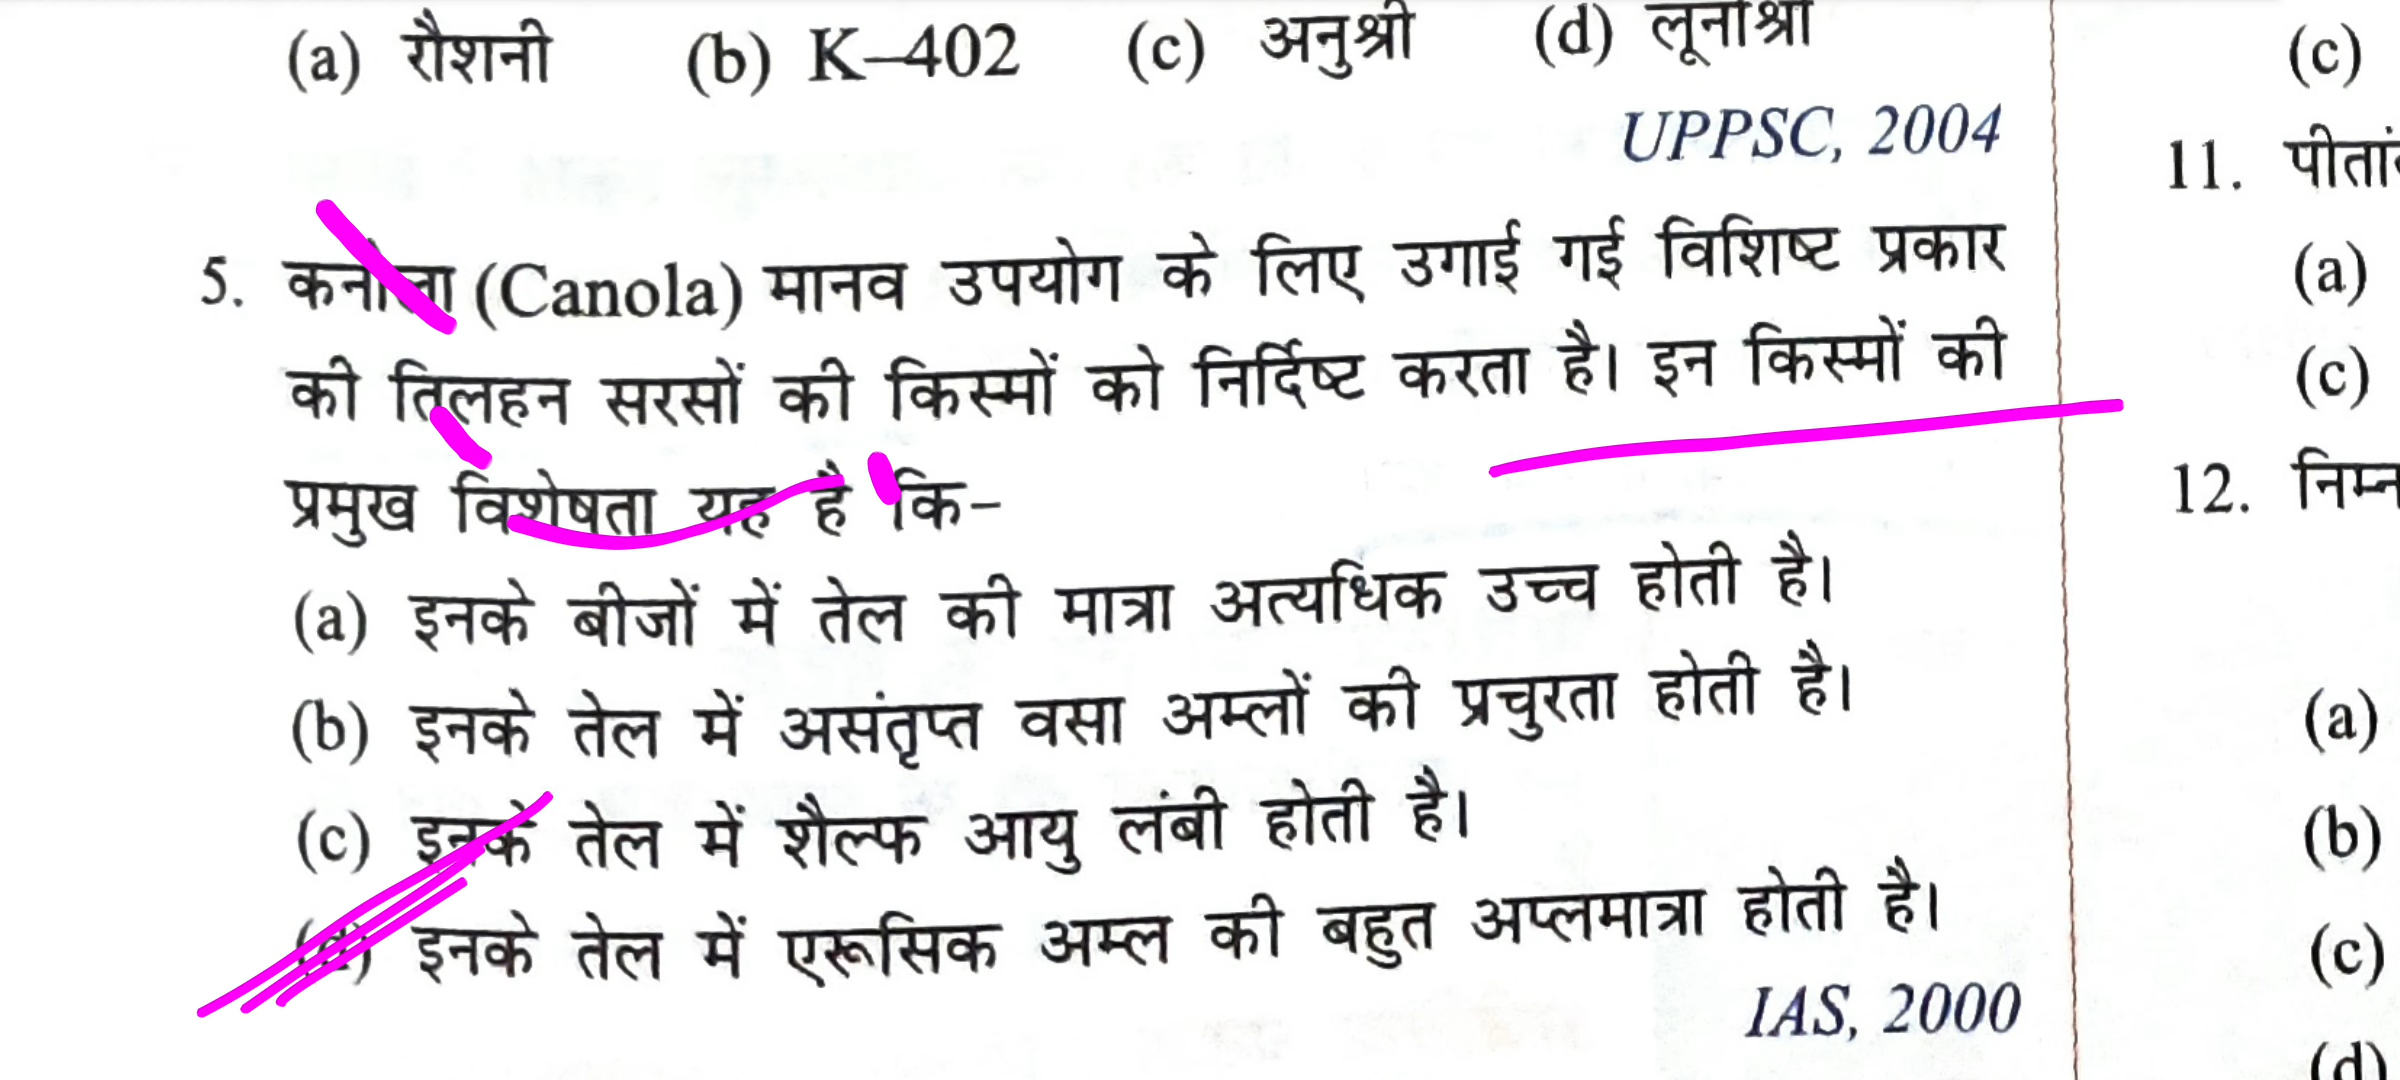 (a) रौशनी (b) K–402 (c) अनुश्री (d) लूनाश्री
UPPSC, 2004
5. कनोला (Canola) मानव उपयोग के लिए उगाई गई विशिष्ट प्रकार
की तिलहन सरसों की किस्मों को निर्दिष्ट करता है। इन किस्मों की
प्रमुख विशेषता यह है कि–
(a) इनके बीजों में तेल की मात्रा अत्यधिक उच्च होती है।
(b) इनके तेल में असंतृप्त वसा अम्लों की प्रचुरता होती है।
(c) इनके तेल में शैल्फ आयु लंबी होती है।
(d) इनके तेल में एरूसिक अम्ल की बहुत अप्लमात्रा होती है।
IAS, 2000
(c)
11.
(a)
(c)
12. निम्न
(a)
(b)
(c)
(d)